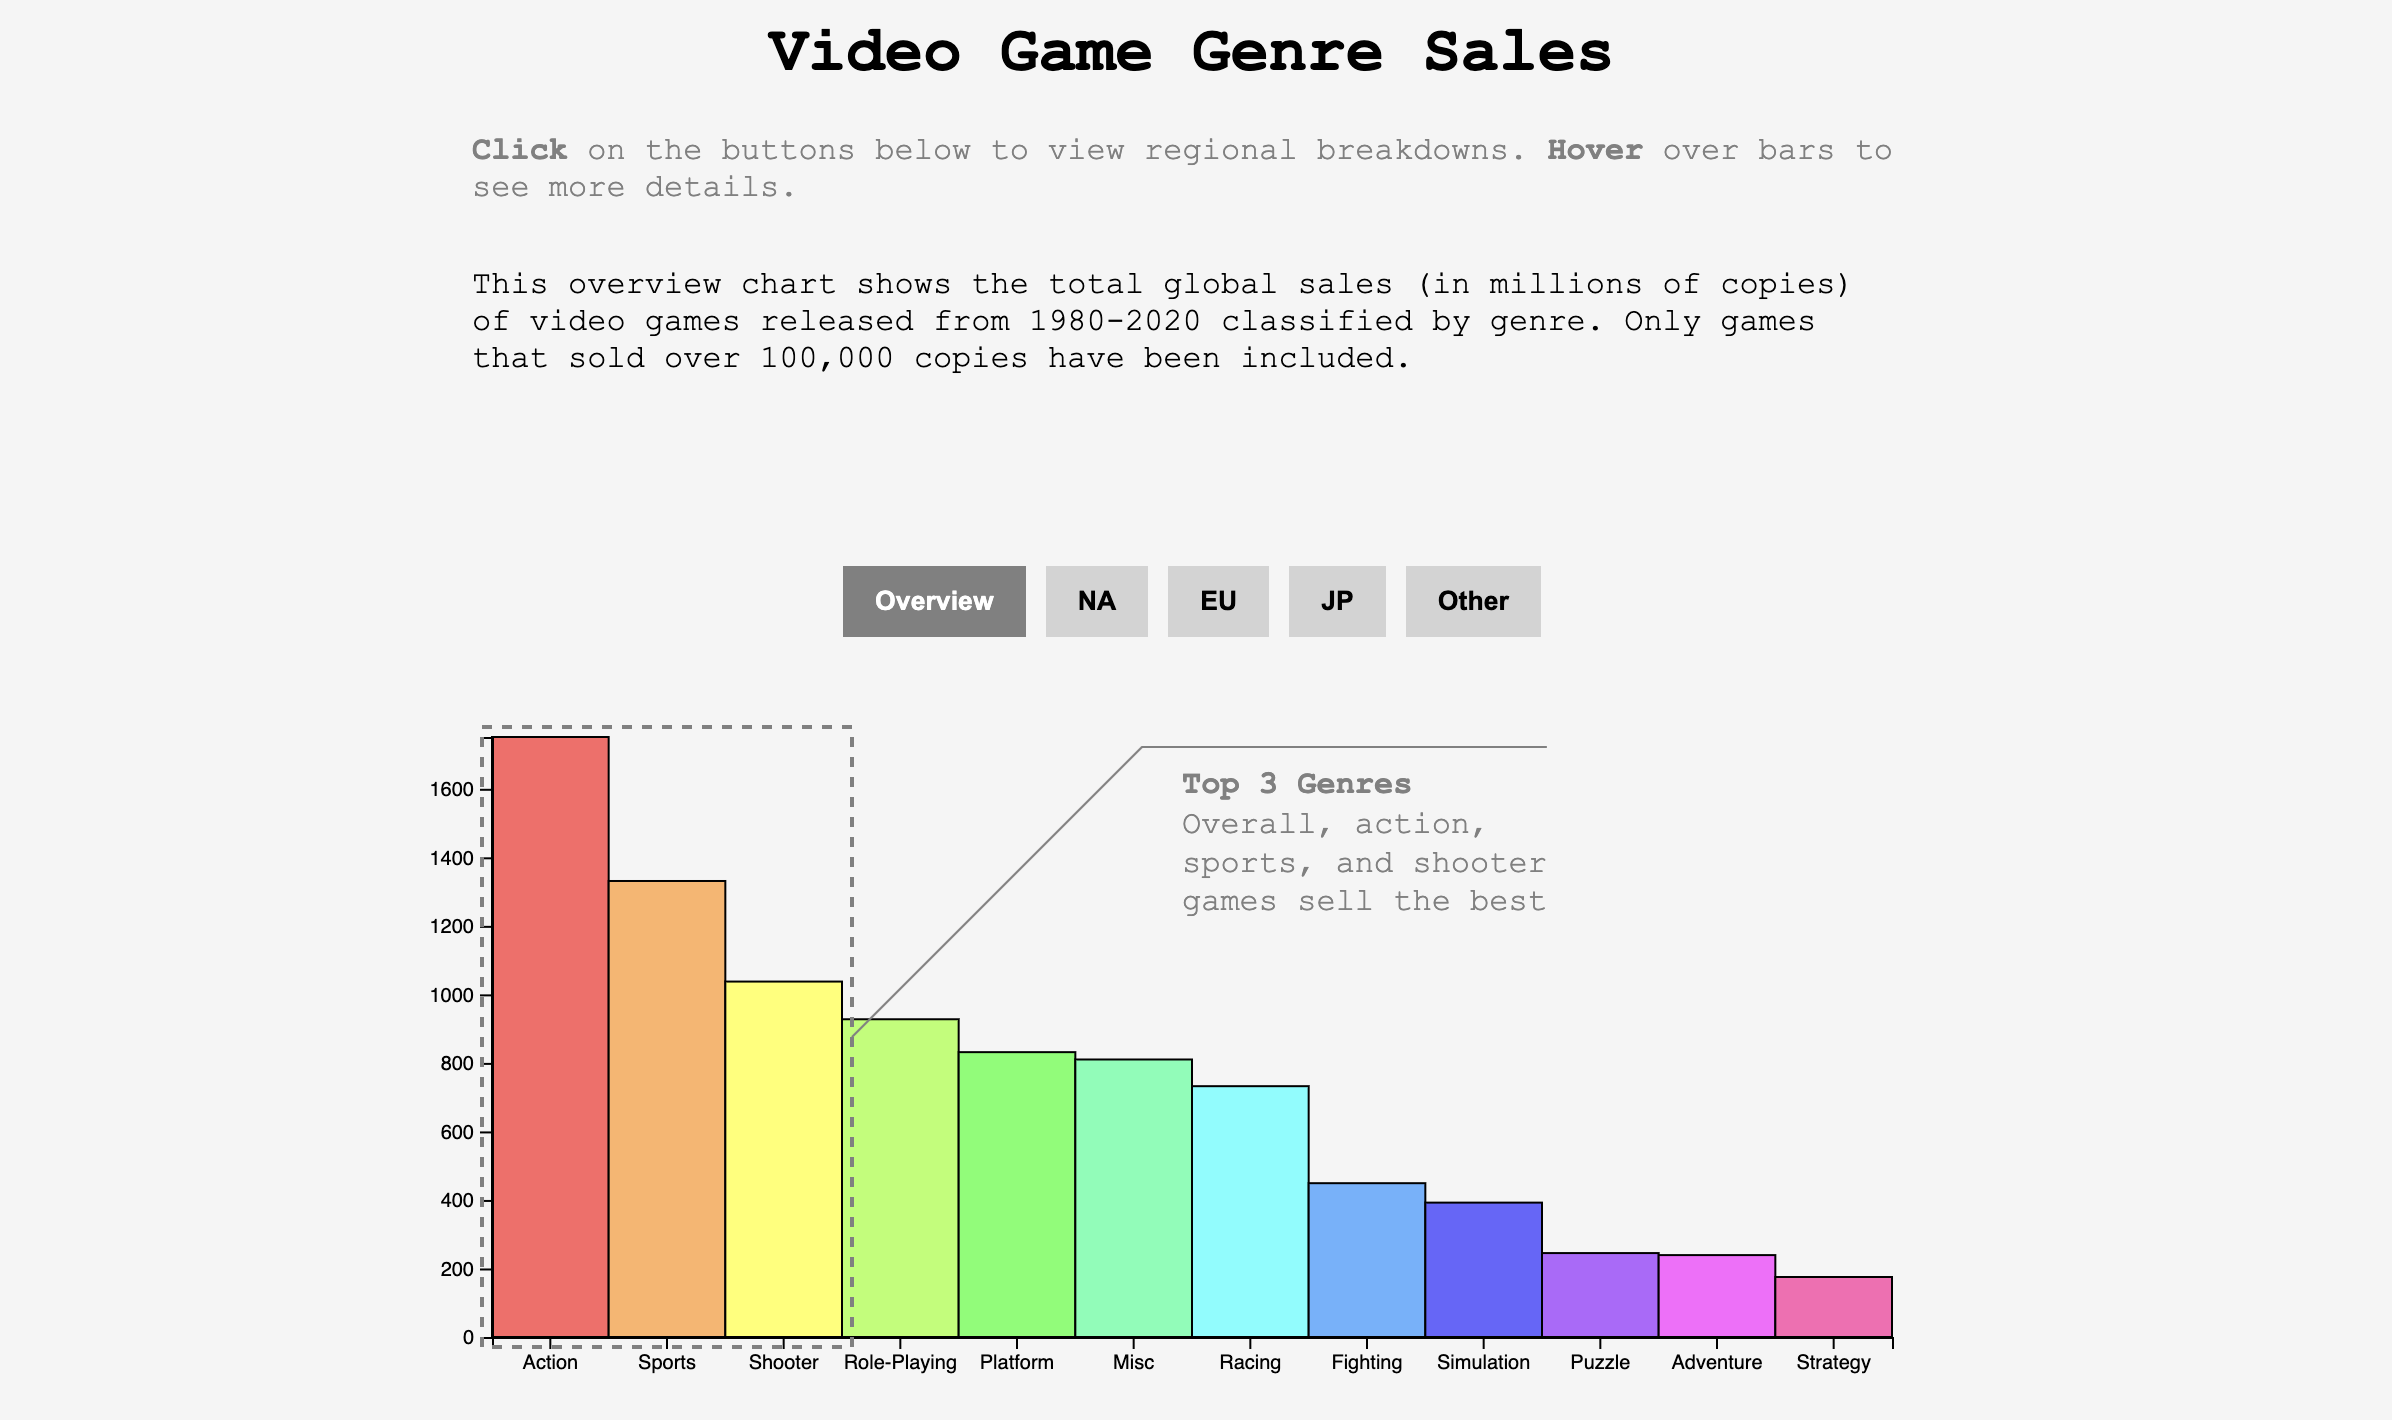 Video Game Genre Sales
Click on the buttons below to view regional breakdowns. Hover over bars to
see more details.
This overview chart shows the total global sales (in millions of copies)
of video games released from 1980-2020 classified by genre. Only games
that sold over 100,000 copies have been included.
Overview NA EU JP Other
Top 3 Genres
Overall, action,
sports, and shooter
games sell the best
1600
1400
1200
1000
800
600
400
200
0
Action Sports Shooter Role-Playing Platform Misc Racing Fighting Simulation Puzzle Adventure Strategy